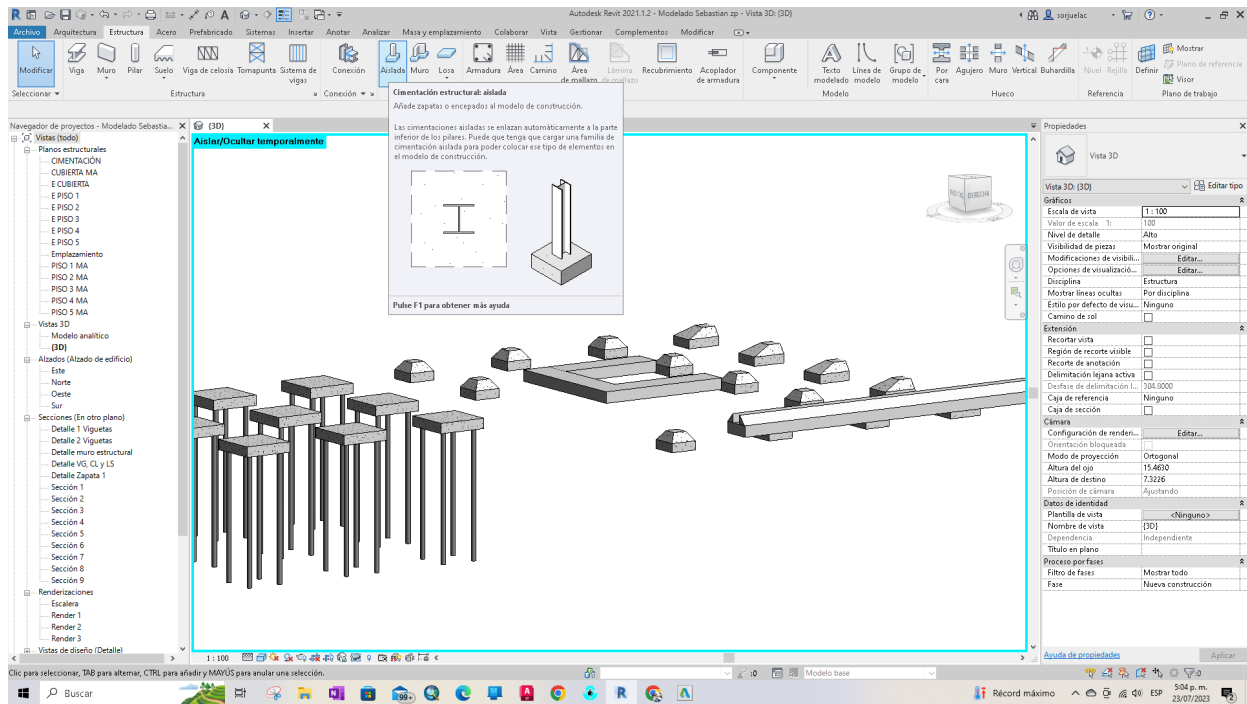 Autodesk Revit 2021.1.2 - Modelado Sebastian zp - Vista 3D: {3D}
sorjuelac
Archivo Arquitectura Estructura Acero Prefabricado Sistemas Insertar Anotar Analizar Masa y emplazamiento Colaborar Vista Gestionar Complementos Modificar
Modificar Viga Muro Pilar Suelo Viga de celosía Tornapunta Sistema de vigas Conexión Aislada Muro Losa Armadura Área Camino Área de mallazo Lámina de mallazo Recubrimiento Acoplador de armadura Componente Texto modelado Línea de modelo Grupo de modelo Por cara Agujero Muro Vertical Buhardilla Nivel Rejilla Definir Mostrar
Plano de referencia
Visor
Seleccionar Estructura Conexión Modelo Hueco Referencia Plano de trabajo
Cimentación estructural: aislada
Añade zapatas o encepados al modelo de construcción.
Las cimentaciones aisladas se enlazan automáticamente a la parte
inferior de los pilares. Puede que tenga que cargar una familia de
cimentación aislada para poder colocar ese tipo de elementos en
el modelo de construcción.
Pulse F1 para obtener más ayuda
Navegador de proyectos - Modelado Sebastia...
Vistas (todo)
Planos estructurales
CIMENTACIÓN
CUBIERTA MA
E CUBIERTA
E PISO 1
E PISO 2
E PISO 3
E PISO 4
E PISO 5
Emplazamiento
PISO 1 MA
PISO 2 MA
PISO 3 MA
PISO 4 MA
PISO 5 MA
Vistas 3D
Modelo analítico
{3D}
Alzados (Alzado de edificio)
Este
Norte
Oeste
Sur
Secciones (En otro plano)
Detalle 1 Viguetas
Detalle 2 Viguetas
Detalle muro estructural
Detalle VG, CL y LS
Detalle Zapata 1
Sección 1
Sección 2
Sección 3
Sección 4
Sección 5
Sección 6
Sección 7
Sección 8
Sección 9
Renderizaciones
Escalera
Render 1
Render 2
Render 3
Vistas de diseño (Detalle)
{3D}
Aislar/Ocultar temporalmente
DERECHA
1 : 100
Propiedades
Vista 3D
Vista 3D: {3D} Editar tipo
Gráficos
Escala de vista 1 : 100
Valor de escala 1: 100
Nivel de detalle Alto
Visibilidad de piezas Mostrar original
Modificaciones de visibili... Editar...
Opciones de visualizació... Editar...
Disciplina Estructura
Mostrar líneas ocultas Por disciplina
Estilo por defecto de visu... Ninguno
Camino de sol
Extensión
Recortar vista
Región de recorte visible
Recorte de anotación
Delimitación lejana activa
Desfase de delimitación l... 304.8000
Caja de referencia Ninguno
Caja de sección
Cámara
Configuración de renderi... Editar...
Orientación bloqueada
Modo de proyección Ortogonal
Altura del ojo 15.4630
Altura de destino 7.3226
Posición de cámara Ajustando
Datos de identidad
Plantilla de vista <Ninguno>
Nombre de vista {3D}
Dependencia Independiente
Título en plano
Proceso por fases
Filtro de fases Mostrar todo
Fase Nueva construcción
Ayuda de propiedades Aplicar
Clic para seleccionar, TAB para alternar, CTRL para añadir y MAYÚS para anular una selección.
:0 Modelo base :0
Buscar 99+ Récord máximo ESP 5:04 p. m.
23/07/2023